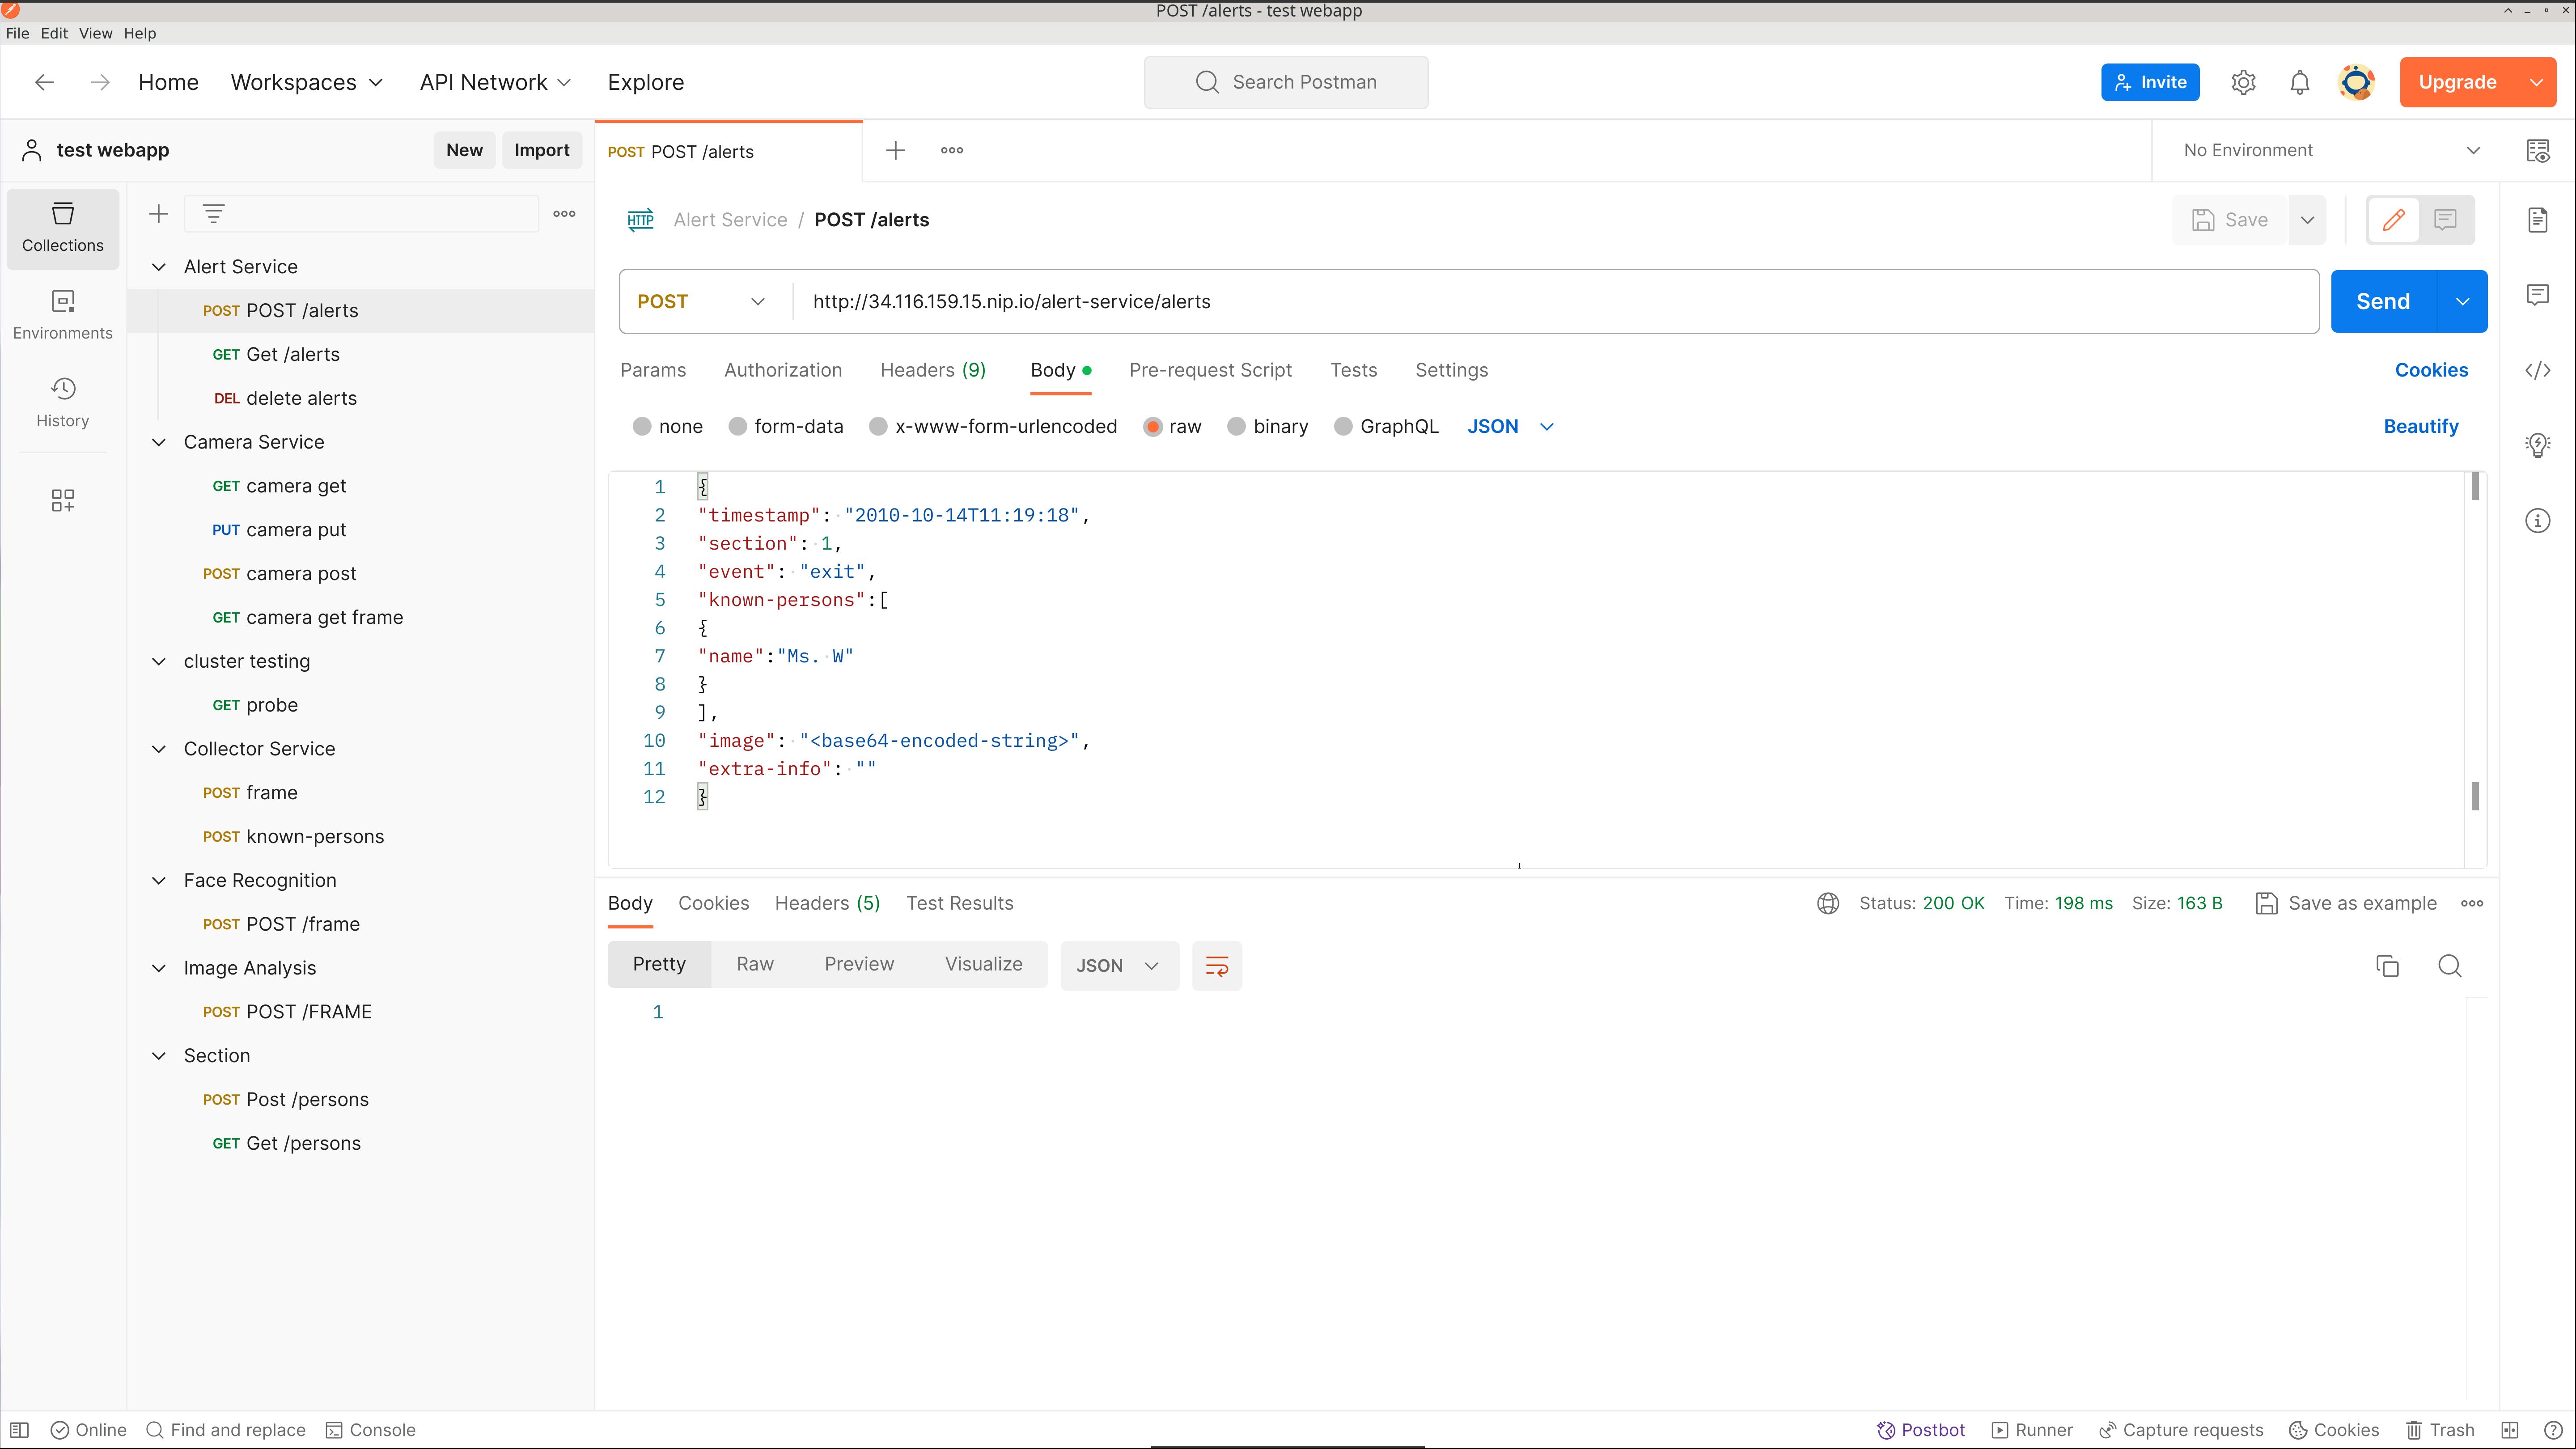 POST /alerts - test webapp
File Edit View Help
Home Workspaces API Network Explore Search Postman Invite Upgrade
test webapp New Import
POST POST /alerts
No Environment
Collections
Environments
History
Alert Service
POST POST /alerts
GET Get /alerts
DEL delete alerts
Camera Service
GET camera get
PUT camera put
POST camera post
GET camera get frame
cluster testing
GET probe
Collector Service
POST frame
POST known-persons
Face Recognition
POST POST /frame
Image Analysis
POST POST /FRAME
Section
POST Post /persons
GET Get /persons
HTTP Alert Service / POST /alerts Save
POST http://34.116.159.15.nip.io/alert-service/alerts Send
Params Authorization Headers (9) Body Pre-request Script Tests Settings Cookies
none form-data x-www-form-urlencoded raw binary GraphQL JSON Beautify
1 {
2 "timestamp": "2010-10-14T11:19:18",
3 "section": 1,
4 "event": "exit",
5 "known-persons":[
6 {
7 "name":"Ms. W"
8 }
9 ],
10 "image": "<base64-encoded-string>",
11 "extra-info": ""
12 }
Body Cookies Headers (5) Test Results Status: 200 OK Time: 198 ms Size: 163 B Save as example
Pretty Raw Preview Visualize JSON
1
Online Find and replace Console Postbot Runner Capture requests Cookies Trash